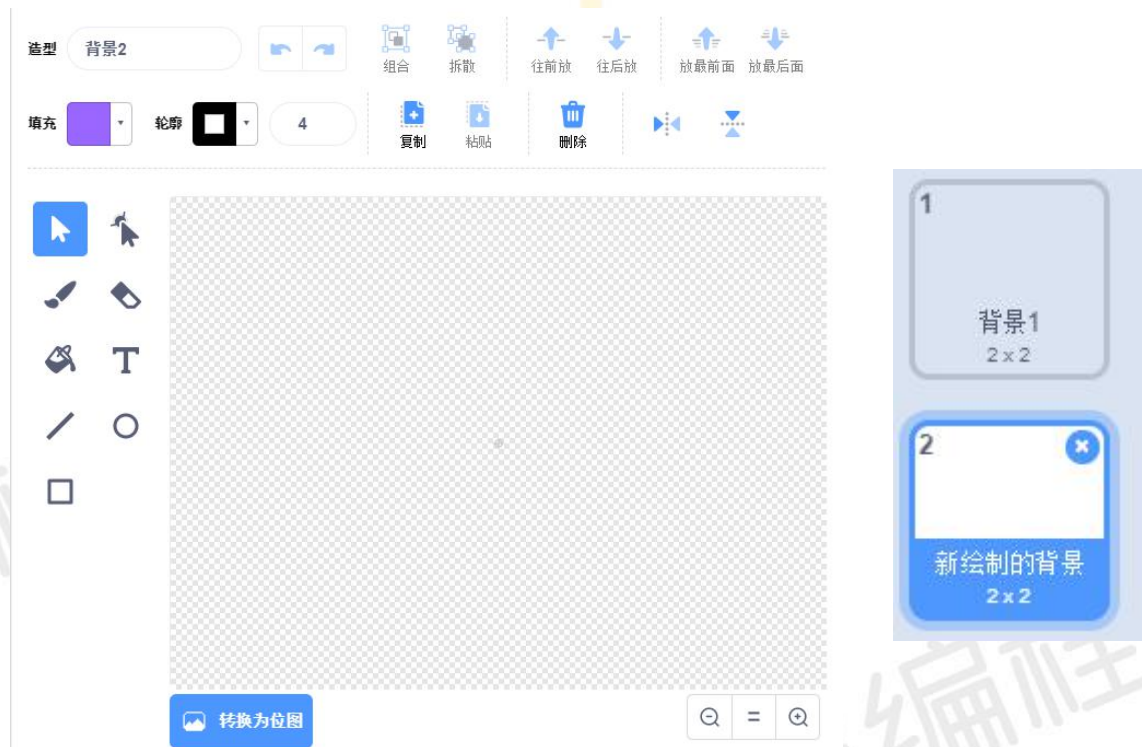 造型 背景2
组合 拆散 往前放 往后放 放最前面 放最后面
填充 轮廓 4
复制 粘贴 删除
T
转换为位图
1
背景1
2 x 2
2
新绘制的背景
2 x 2
编程